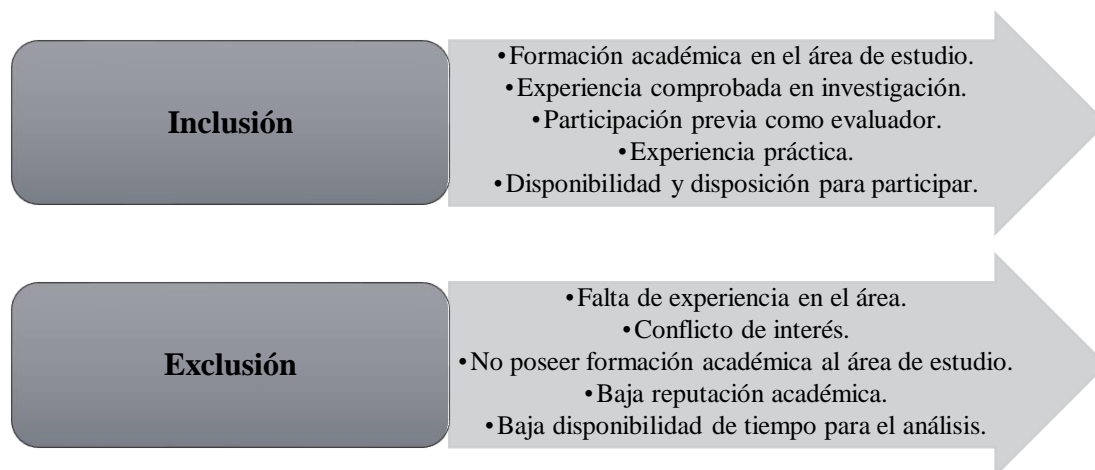 Inclusión
•Formación académica en el área de estudio.
•Experiencia comprobada en investigación.
•Participación previa como evaluador.
•Experiencia práctica.
•Disponibilidad y disposición para participar.
Exclusión
•Falta de experiencia en el área.
•Conflicto de interés.
•No poseer formación académica al área de estudio.
•Baja reputación académica.
•Baja disponibilidad de tiempo para el análisis.